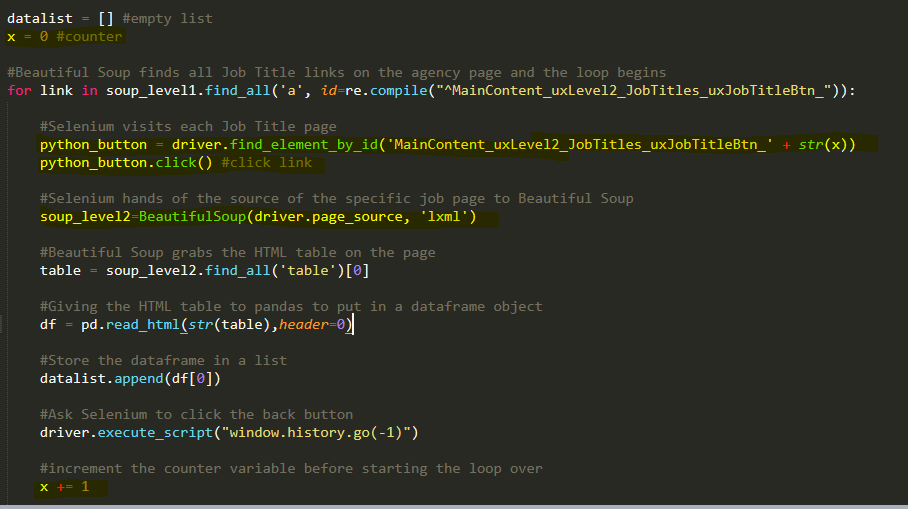 datalist = [] #empty list
x = 0 #counter
#Beautiful Soup finds all Job Title links on the agency page and the loop begins
for link in soup_level1.find_all('a', id=re.compile("^MainContent_uxLevel2_JobTitles_uxJobTitleBtn_")):
#Selenium visits each Job Title page
python_button = driver.find_element_by_id('MainContent_uxLevel2_JobTitles_uxJobTitleBtn_' + str(x))
python_button.click() #click link
#Selenium hands of the source of the specific job page to Beautiful Soup
soup_level2=BeautifulSoup(driver.page_source, 'lxml')
#Beautiful Soup grabs the HTML table on the page
table = soup_level2.find_all('table')[0]
#Giving the HTML table to pandas to put in a dataframe object
df = pd.read_html(str(table),header=0)
#Store the dataframe in a list
datalist.append(df[0])
#Ask Selenium to click the back button
driver.execute_script("window.history.go(-1)")
#increment the counter variable before starting the loop over
x += 1